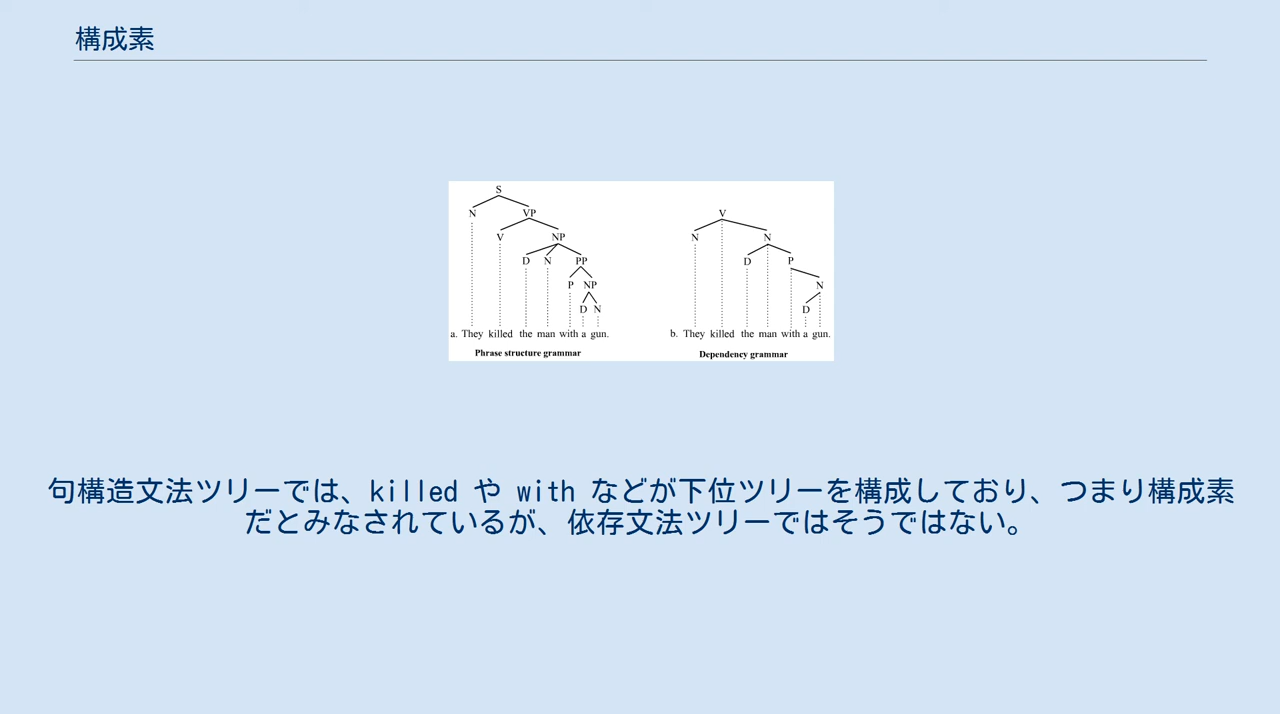 構成素
S
N VP V
V NP N N
D N PP D P
P NP N
D N D
a. They killed the man with a gun. b. They killed the man with a gun.
Phrase structure grammar Dependency grammar
句構造文法ツリーでは、killed や with などが下位ツリーを構成しており、つまり構成素
だとみなされているが、依存文法ツリーではそうではない。